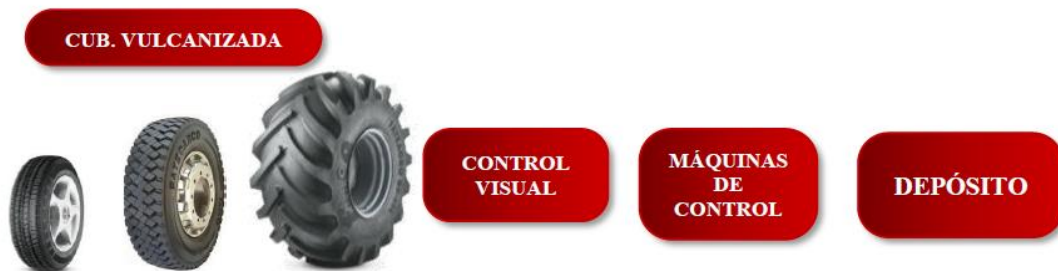 CUB. VULCANIZADA
CONTROL
VISUAL
MÁQUINAS
DE
CONTROL
DEPÓSITO